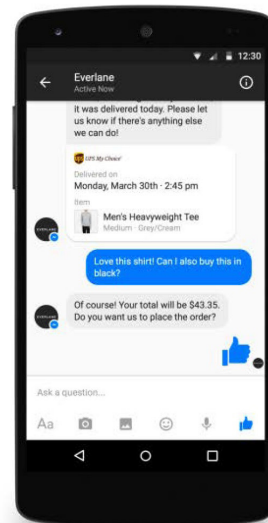 12:30
Everlane
Active Now
it was delivered today. Please let
us know if there's anything else
we can do!
UPS My Choice®
Delivered on
Monday, March 30th · 2:45 pm
Item
Men's Heavyweight Tee
Medium · Grey/Cream
EVERLANE
Love this shirt! Can I also buy this in
black?
Of course! Your total will be $43.35.
Do you want us to place the order?
EVERLANE
Ask a question...
Aa